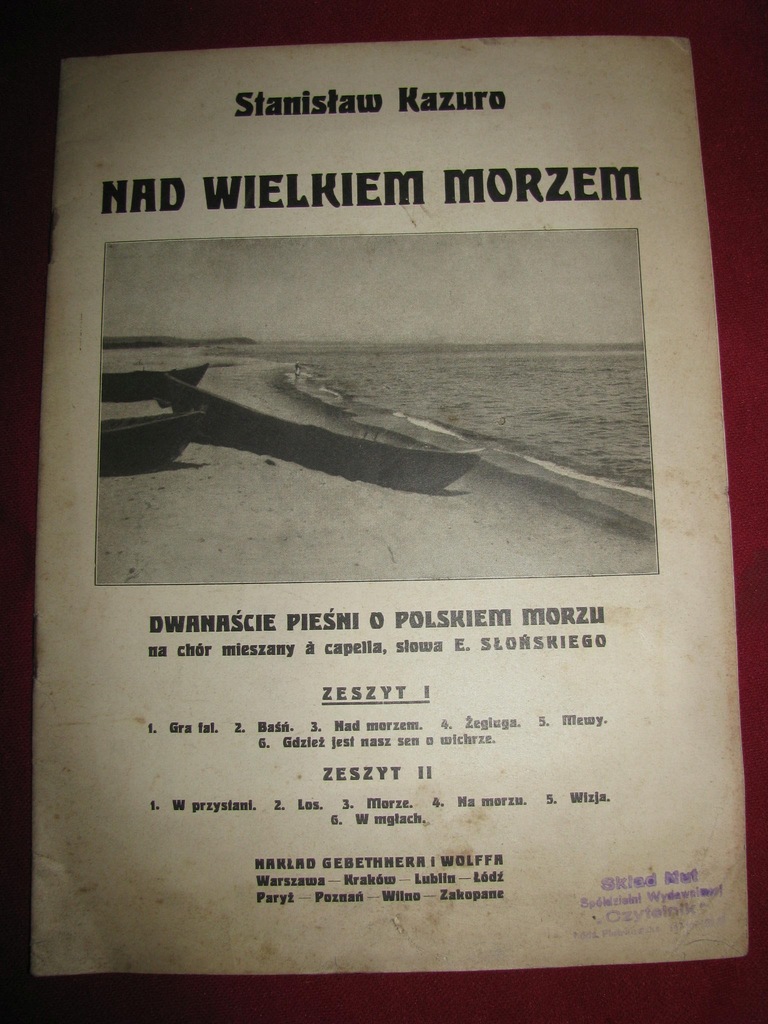 Stanisław Kazuro
NAD WIELKIEM MORZEM
DWANAŚCIE PIEŚNI O POLSKIEM MORZU
na chór mieszany à capella, słowa E. SŁOŃSKIEGO
ZESZYT I
1. Gra fal. 2. Baśń. 3. Nad morzem. 4. Żegluga. 5. Mewy.
6. Gdzież jest nasz sen o wichrze.
ZESZYT II
1. W przystani. 2. Los. 3. Morze. 4. Na morzu. 5. Wizja.
6. W mgłach.
NAKŁAD GEBETHNERA i WOLFFA
Warszawa — Kraków — Lublin — Łódź
Paryż — Poznań — Wilno — Zakopane
Skład Nut
Spółdzielni Wydawniczej
„Czytelnik”